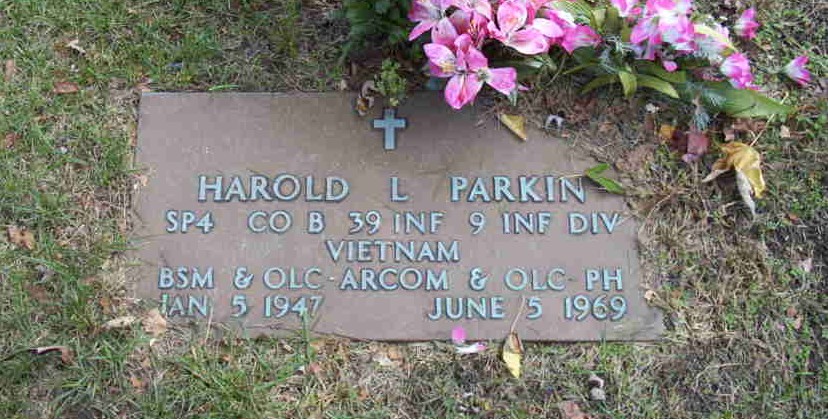 HAROLD L PARKIN
SP4 CO B 39 INF 9 INF DIV
VIETNAM
BSM & OLC-ARCOM & OLC-PH
JAN 5 1947 JUNE 5 1969